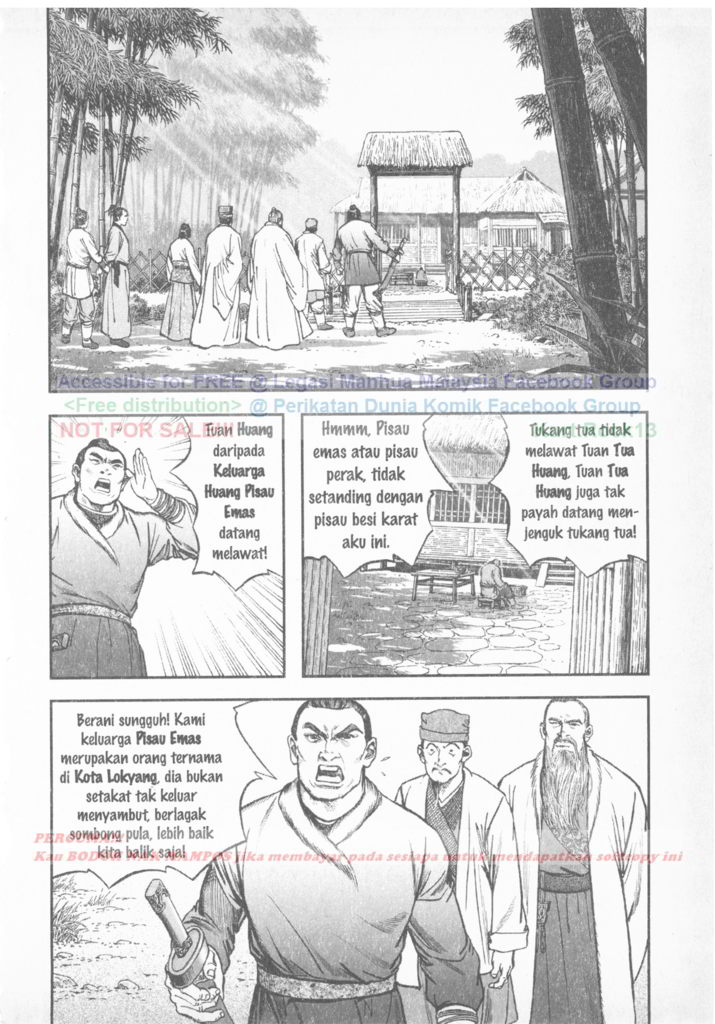 Accessible for FREE @ Legasi Manhua Malaysia Facebook Group
<Free distribution> @ Perikatan Dunia Komik Facebook Group
NOT FOR SALE!!!
Tuan Huang
daripada
Keluarga
Huang Pisau
Emas
datang
melawat!
Hmmm, Pisau
emas atau pisau
perak, tidak
setanding dengan
pisau besi karat
aku ini.
Tukang tua tidak
melawat Tuan Tua
Huang, Tuan Tua
Huang juga tak
payah datang men-
jenguk tukang tua!
Berani sungguh! Kami
keluarga Pisau Emas
merupakan orang ternama
di Kota Lokyang, dia bukan
setakat tak keluar
menyambut, berlagak
sombong pula, lebih baik
kita balik saja!
PERCUMA!!!
Kau BODOH NAK MAMPOS jika membayar pada sesiapa untuk mendapatkan softcopy ini